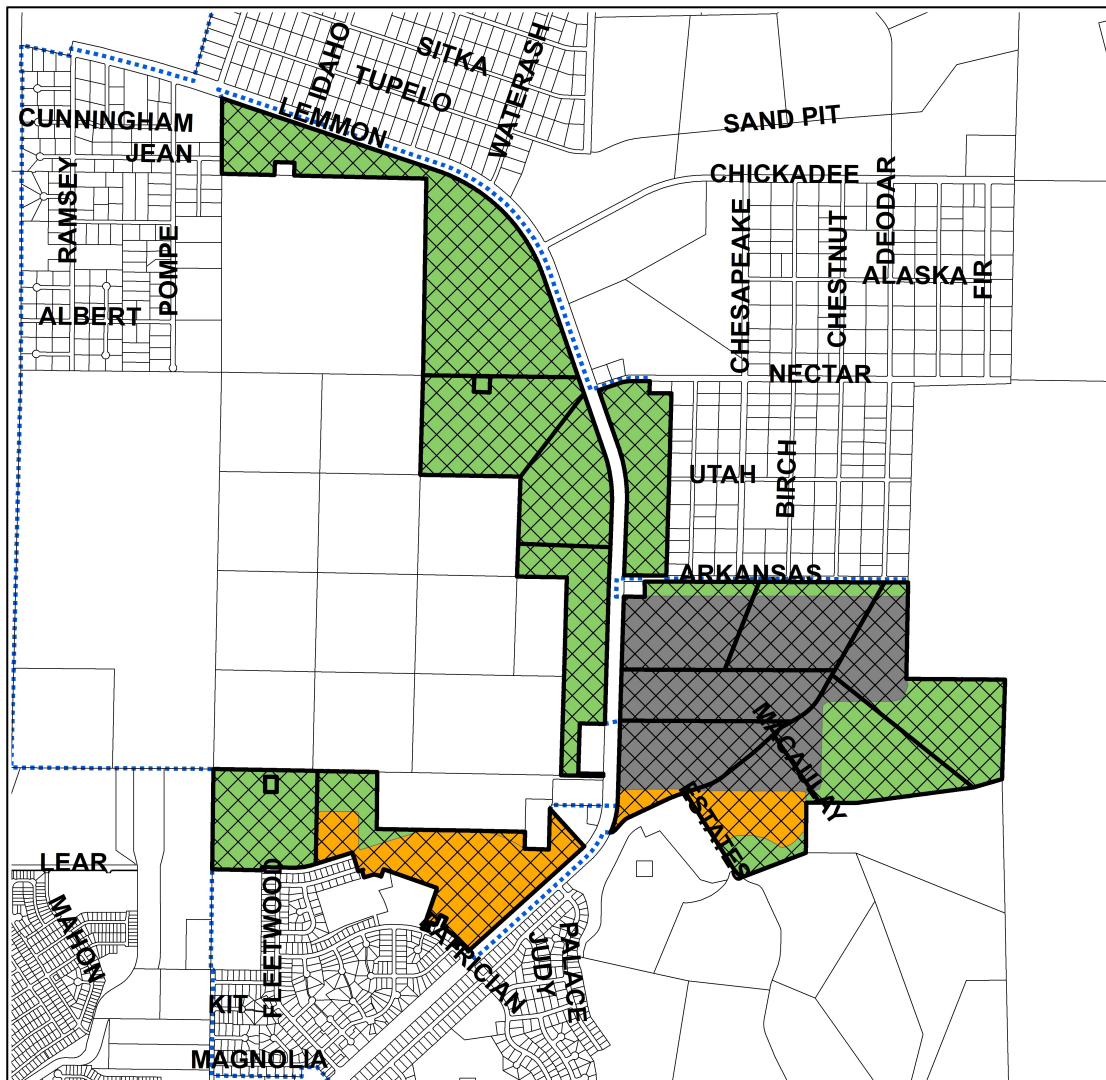 IDAHO
SITKA
WATERASH
TUPELO
LEMMON
CUNNINGHAM
SAND PIT
JEAN
CHICKADEE
RAMSEY
DEODAR
CHESAPEAKE
CHESTNUT
POMPE
ALASKA
FIR
ALBERT
NECTAR
UTAH
BIRCH
ARKANSAS
MACAULAY
ESTATES
LEAR
FLEETWOOD
MAHON
PATRICIAN
JUDY
PALACE
KIT
MAGNOLIA